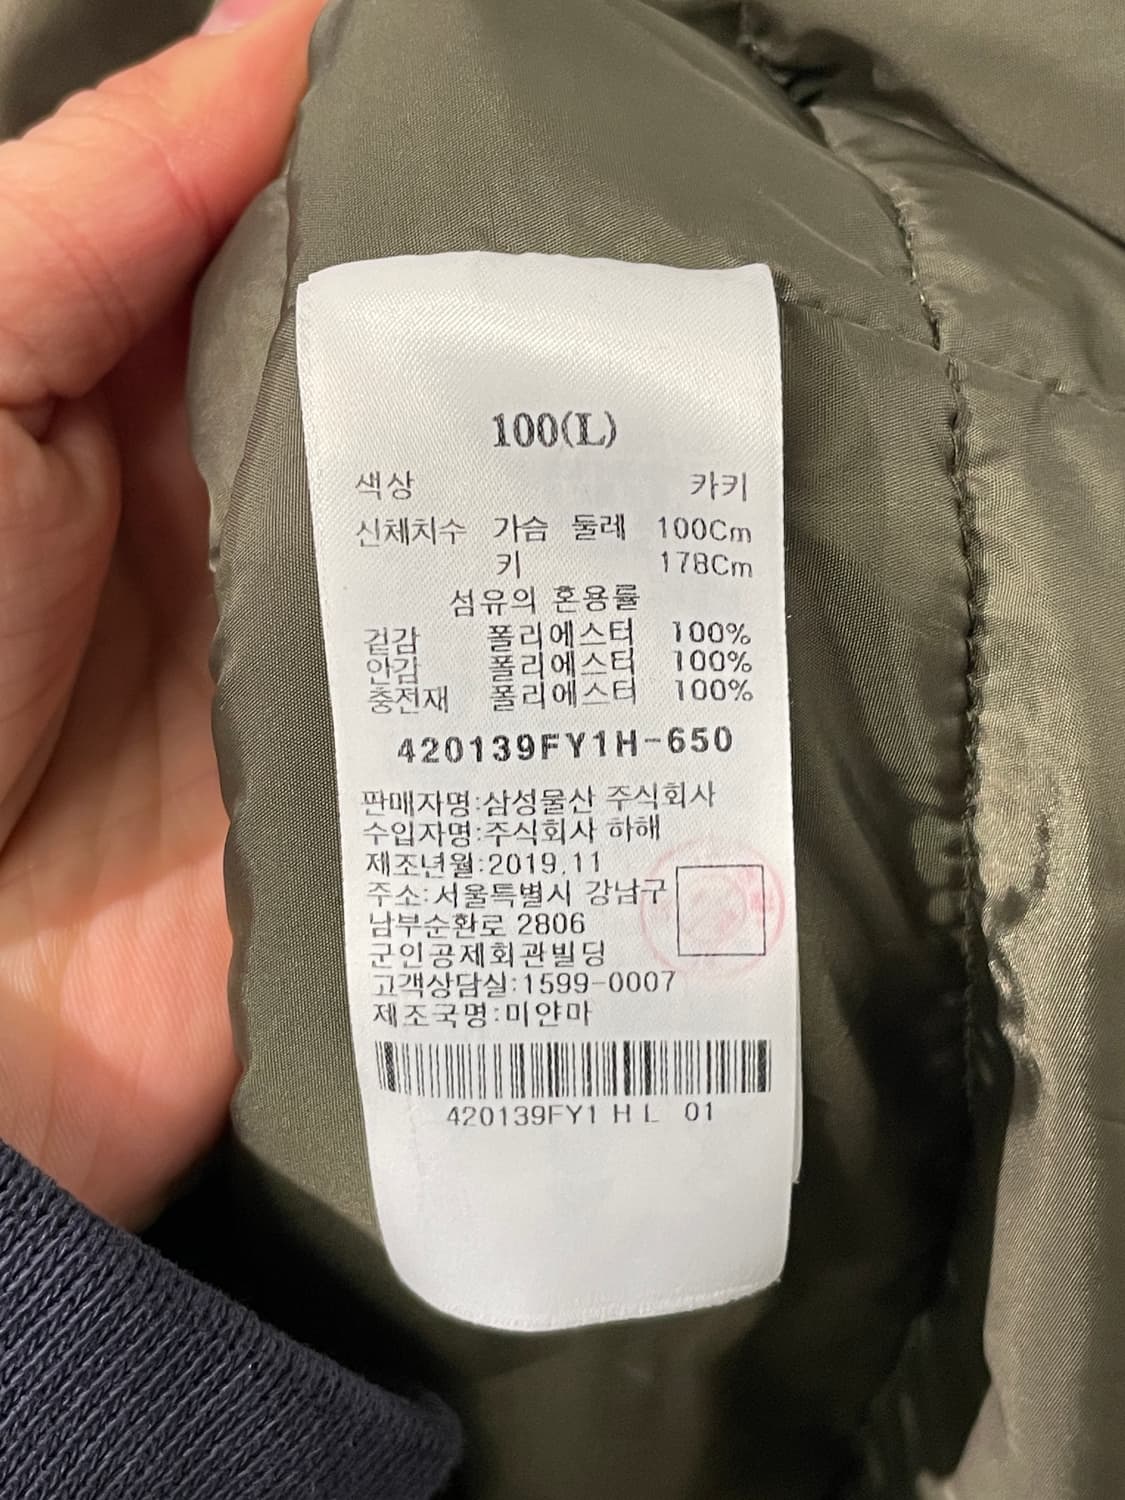 100(L)
색상 카키
신체치수 가슴 둘레 100Cm
키 178Cm
섬유의 혼용률
겉감 폴리에스터 100%
안감 폴리에스터 100%
충전재 폴리에스터 100%
420139FY1H-650
판매자명:삼성물산 주식회사
수입자명:주식회사 하해
제조년월:2019.11
주소:서울특별시 강남구
남부순환로 2806
군인공제회관빌딩
고객상담실:1599-0007
제조국명:미얀마
420139FY1 H L 01